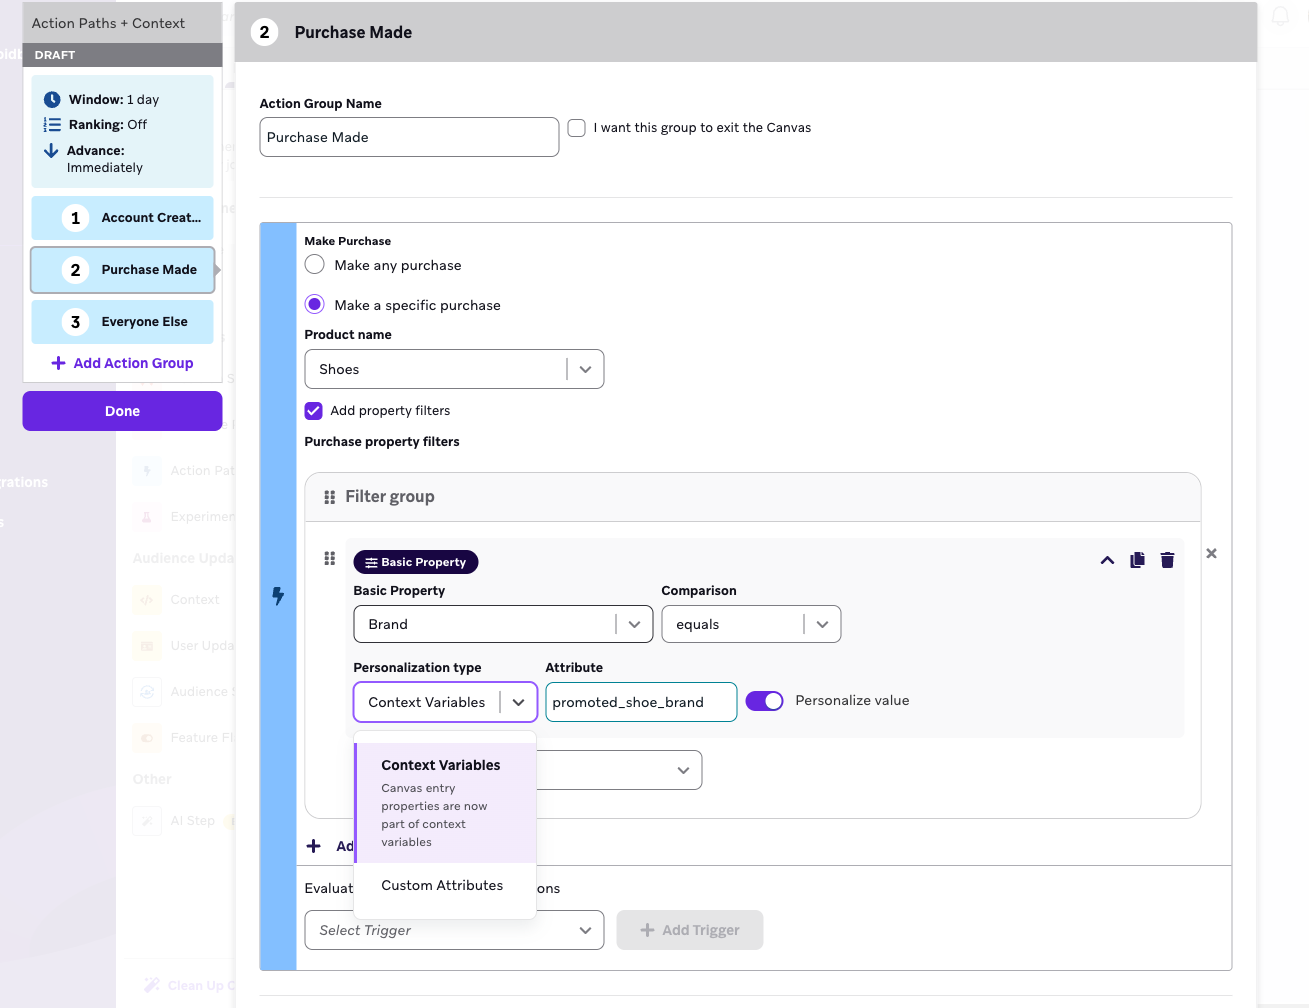 Action Paths + Context
DRAFT
Window: 1 day
Ranking: Off
Advance:
Immediately
1 Account Creat...
2 Purchase Made
3 Everyone Else
Add Action Group
Done
rations
s
Action Pat
Experimen
Audience Upda
Context
User Upda
Audience S
Feature Fl
Other
AI Step
Clean Up C
2 Purchase Made
Action Group Name
Purchase Made
I want this group to exit the Canvas
Make Purchase
Make any purchase
Make a specific purchase
Product name
Shoes
Add property filters
Purchase property filters
Filter group
Basic Property
Basic Property
Comparison
Brand
equals
Personalization type
Attribute
Context Variables
promoted_shoe_brand
Personalize value
Context Variables
Canvas entry
properties are now
part of context
variables
Custom Attributes
Ad
Evaluat
ons
Select Trigger
Add Trigger